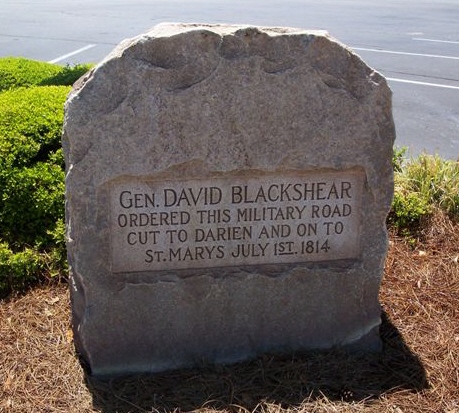 GEN. DAVID BLACKSHEAR
ORDERED THIS MILITARY ROAD
CUT TO DARIEN AND ON TO
ST. MARYS JULY 1ST. 1814